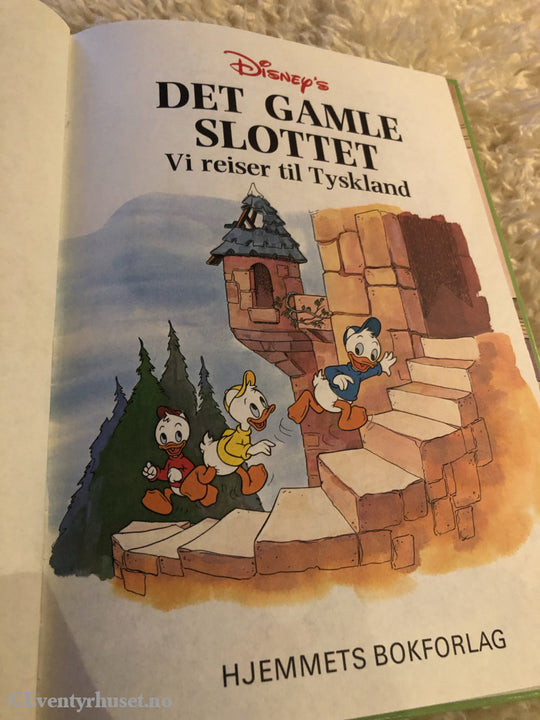 Disney's
DET GAMLE
SLOTTET
Vi reiser til Tyskland
HJEMMETS BOKFORLAG
© Eventyrhuset.no